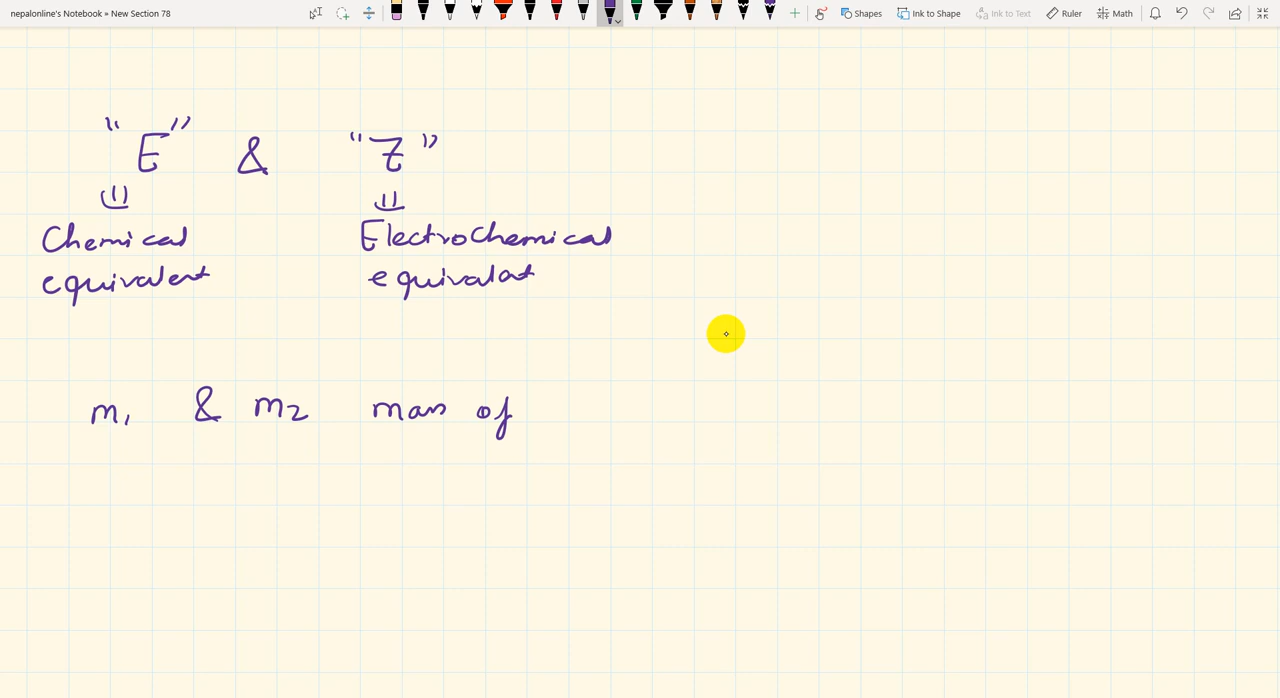 nepalonline's Notebook » New Section 78
Shapes Ink to Shape Ink to Text Ruler Math
"E" & "Z"
Chemical ElectroChemical
equivalent equivalat
m1 & m2 mass of